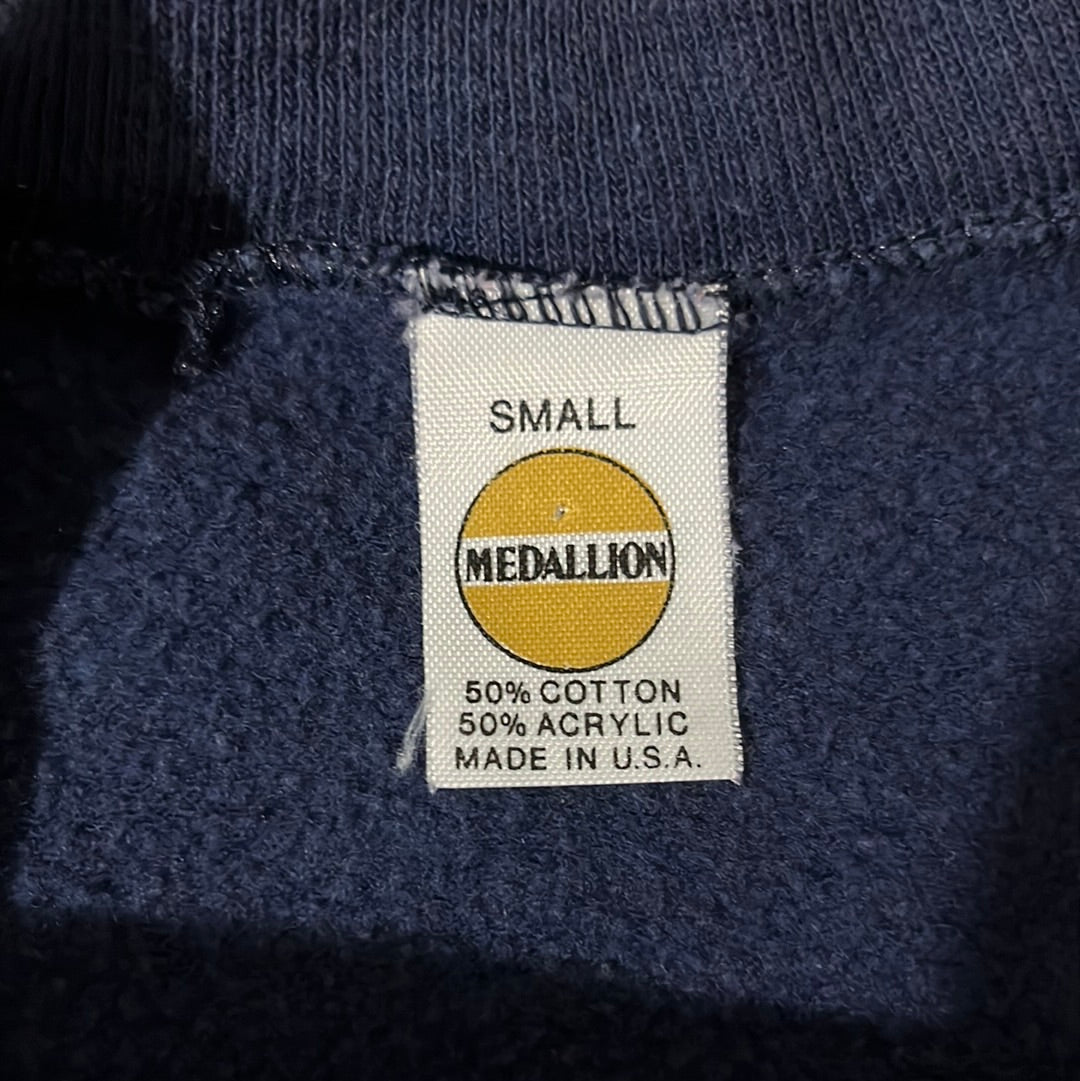 SMALL
MEDALLION
50% COTTON
50% ACRYLIC
MADE IN U.S.A.